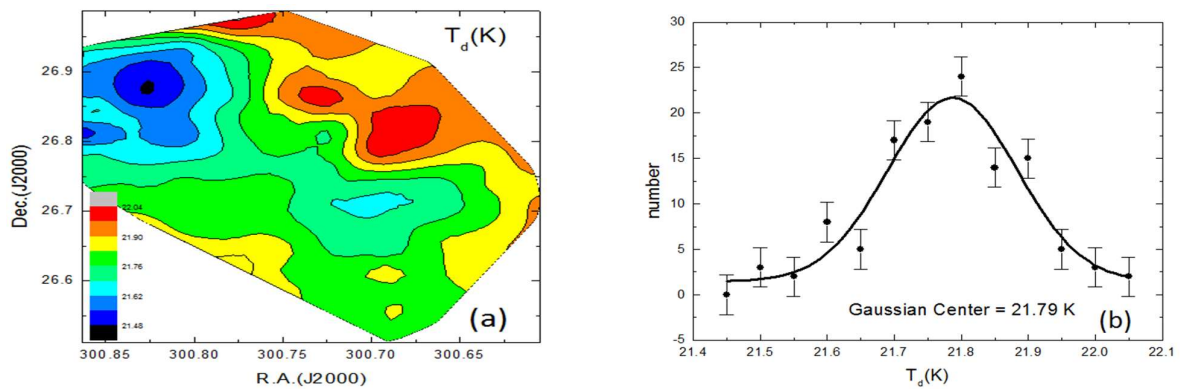 T_d(K)
26.9
26.8
26.7
26.6
Dec.(J2000)
22.04
21.90
21.76
21.62
21.48
(a)
300.85 300.80 300.75 300.70 300.65
R.A.(J2000)
30
25
20
15
10
5
0
-5
number
Gaussian Center = 21.79 K
(b)
21.4 21.5 21.6 21.7 21.8 21.9 22.0 22.1
T_d(K)